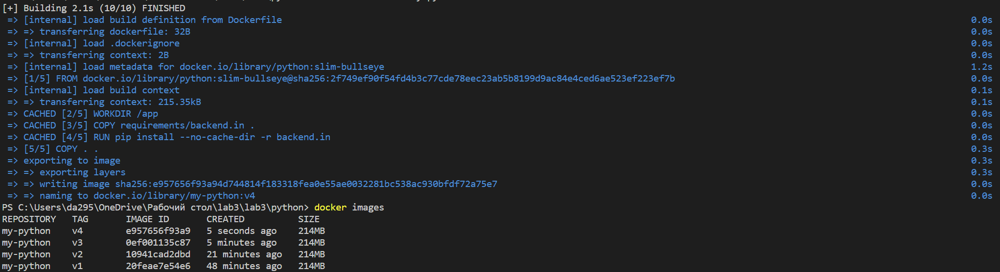 [+] Building 2.1s (10/10) FINISHED
=> [internal] load build definition from Dockerfile 0.0s
=> => transferring dockerfile: 32B 0.0s
=> [internal] load .dockerignore 0.0s
=> => transferring context: 2B 0.0s
=> [internal] load metadata for docker.io/library/python:slim-bullseye 1.2s
=> [1/5] FROM docker.io/library/python:slim-bullseye@sha256:2f749ef90f54fd4b3c77cde78eec23ab5b8199d9ac84e4ced6ae523ef223ef7b 0.0s
=> [internal] load build context 0.1s
=> => transferring context: 215.35kB 0.1s
=> CACHED [2/5] WORKDIR /app 0.0s
=> CACHED [3/5] COPY requirements/backend.in . 0.0s
=> CACHED [4/5] RUN pip install --no-cache-dir -r backend.in 0.0s
=> [5/5] COPY . . 0.3s
=> exporting to image 0.3s
=> => exporting layers 0.3s
=> => writing image sha256:e957656f93a94d744814f183318fea0e55ae0032281bc538ac930bfdf72a75e7 0.0s
=> => naming to docker.io/library/my-python:v4 0.0s
PS C:\Users\da295\OneDrive\Рабочий стол\lab3\lab3\python> docker images
REPOSITORY TAG IMAGE ID CREATED SIZE
my-python v4 e957656f93a9 5 seconds ago 214MB
my-python v3 0ef001135c87 5 minutes ago 214MB
my-python v2 10941cad2dbd 21 minutes ago 214MB
my-python v1 20feae7e54e6 48 minutes ago 214MB